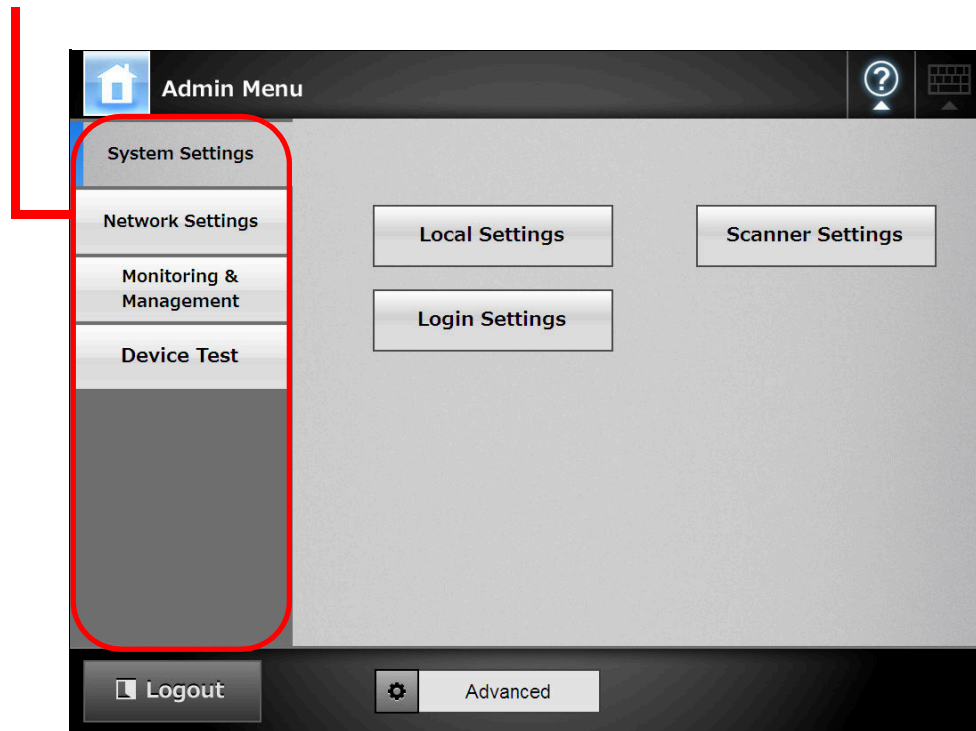 Admin Menu
?
System Settings
Network Settings
Monitoring &
Management
Device Test
Local Settings
Scanner Settings
Login Settings
Logout
Advanced